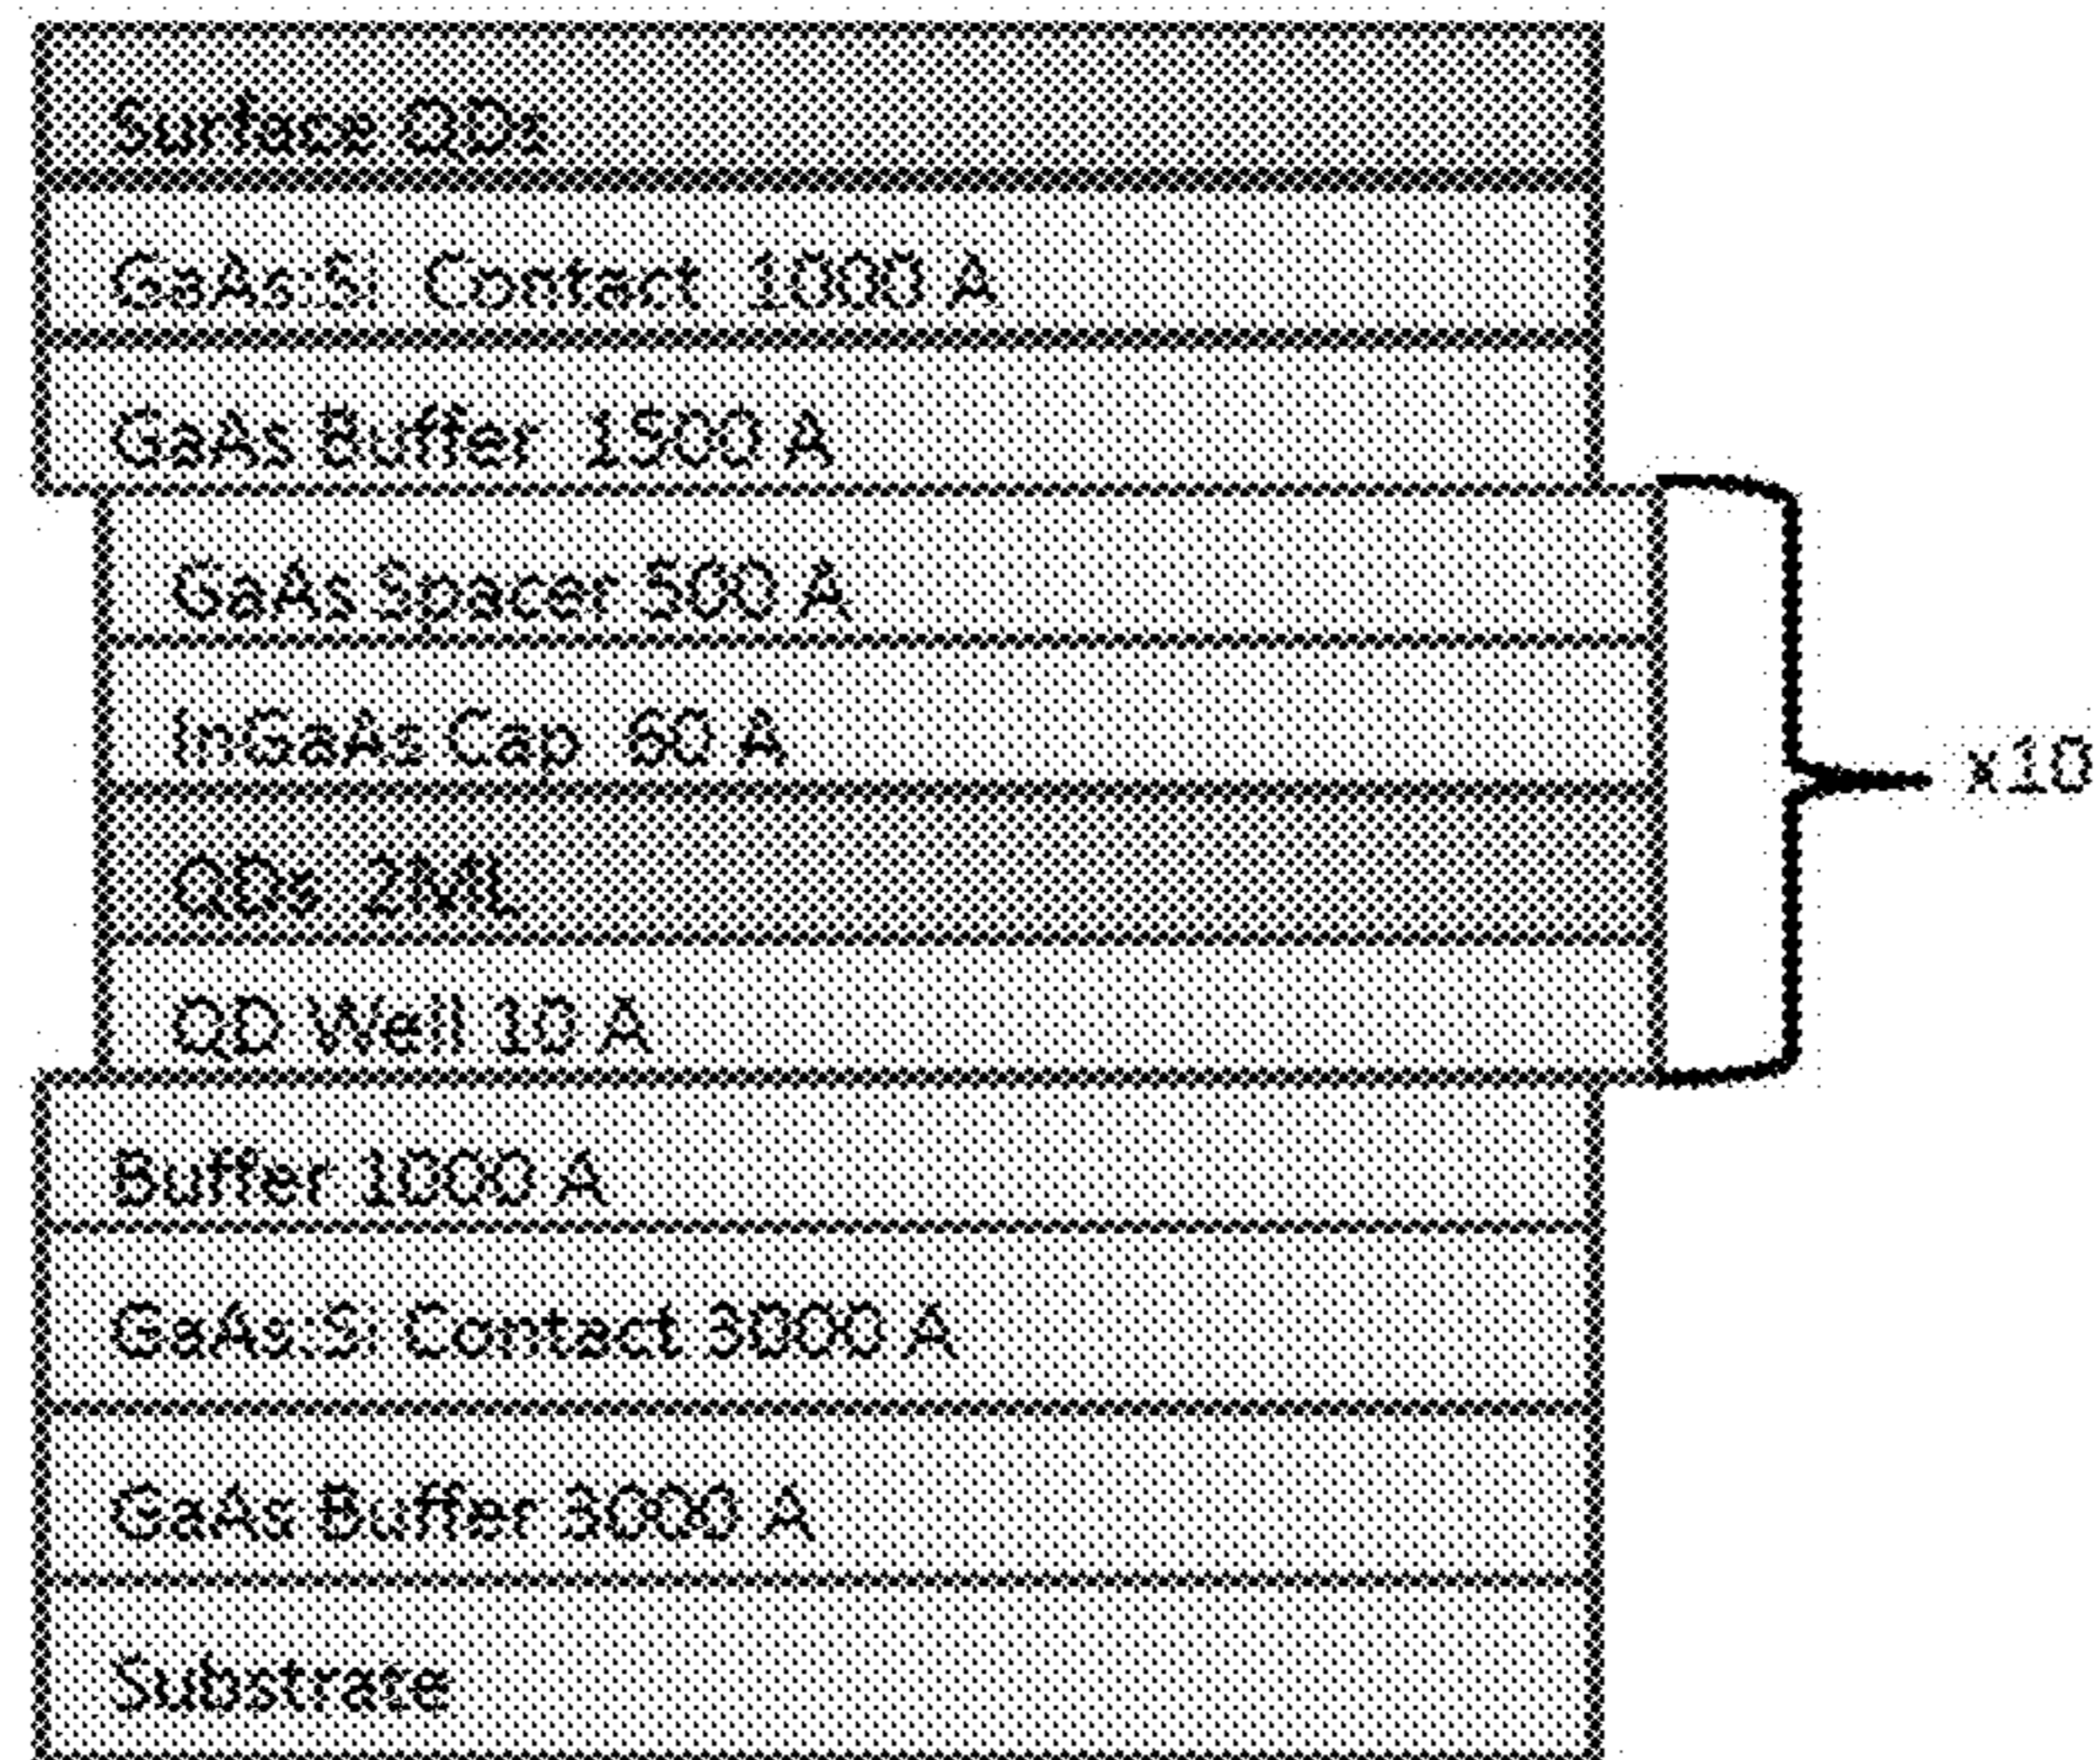 Surface QDs
GaAs:Si Contact 1000 A
GaAs Buffer 1500 A
GaAs Spacer 500 A
InGaAs Cap 60 A
x10
QDs 2ML
QD Well 10 A
Buffer 1000 A
GaAs:Si Contact 3000 A
GaAs Buffer 3000 A
Substrate